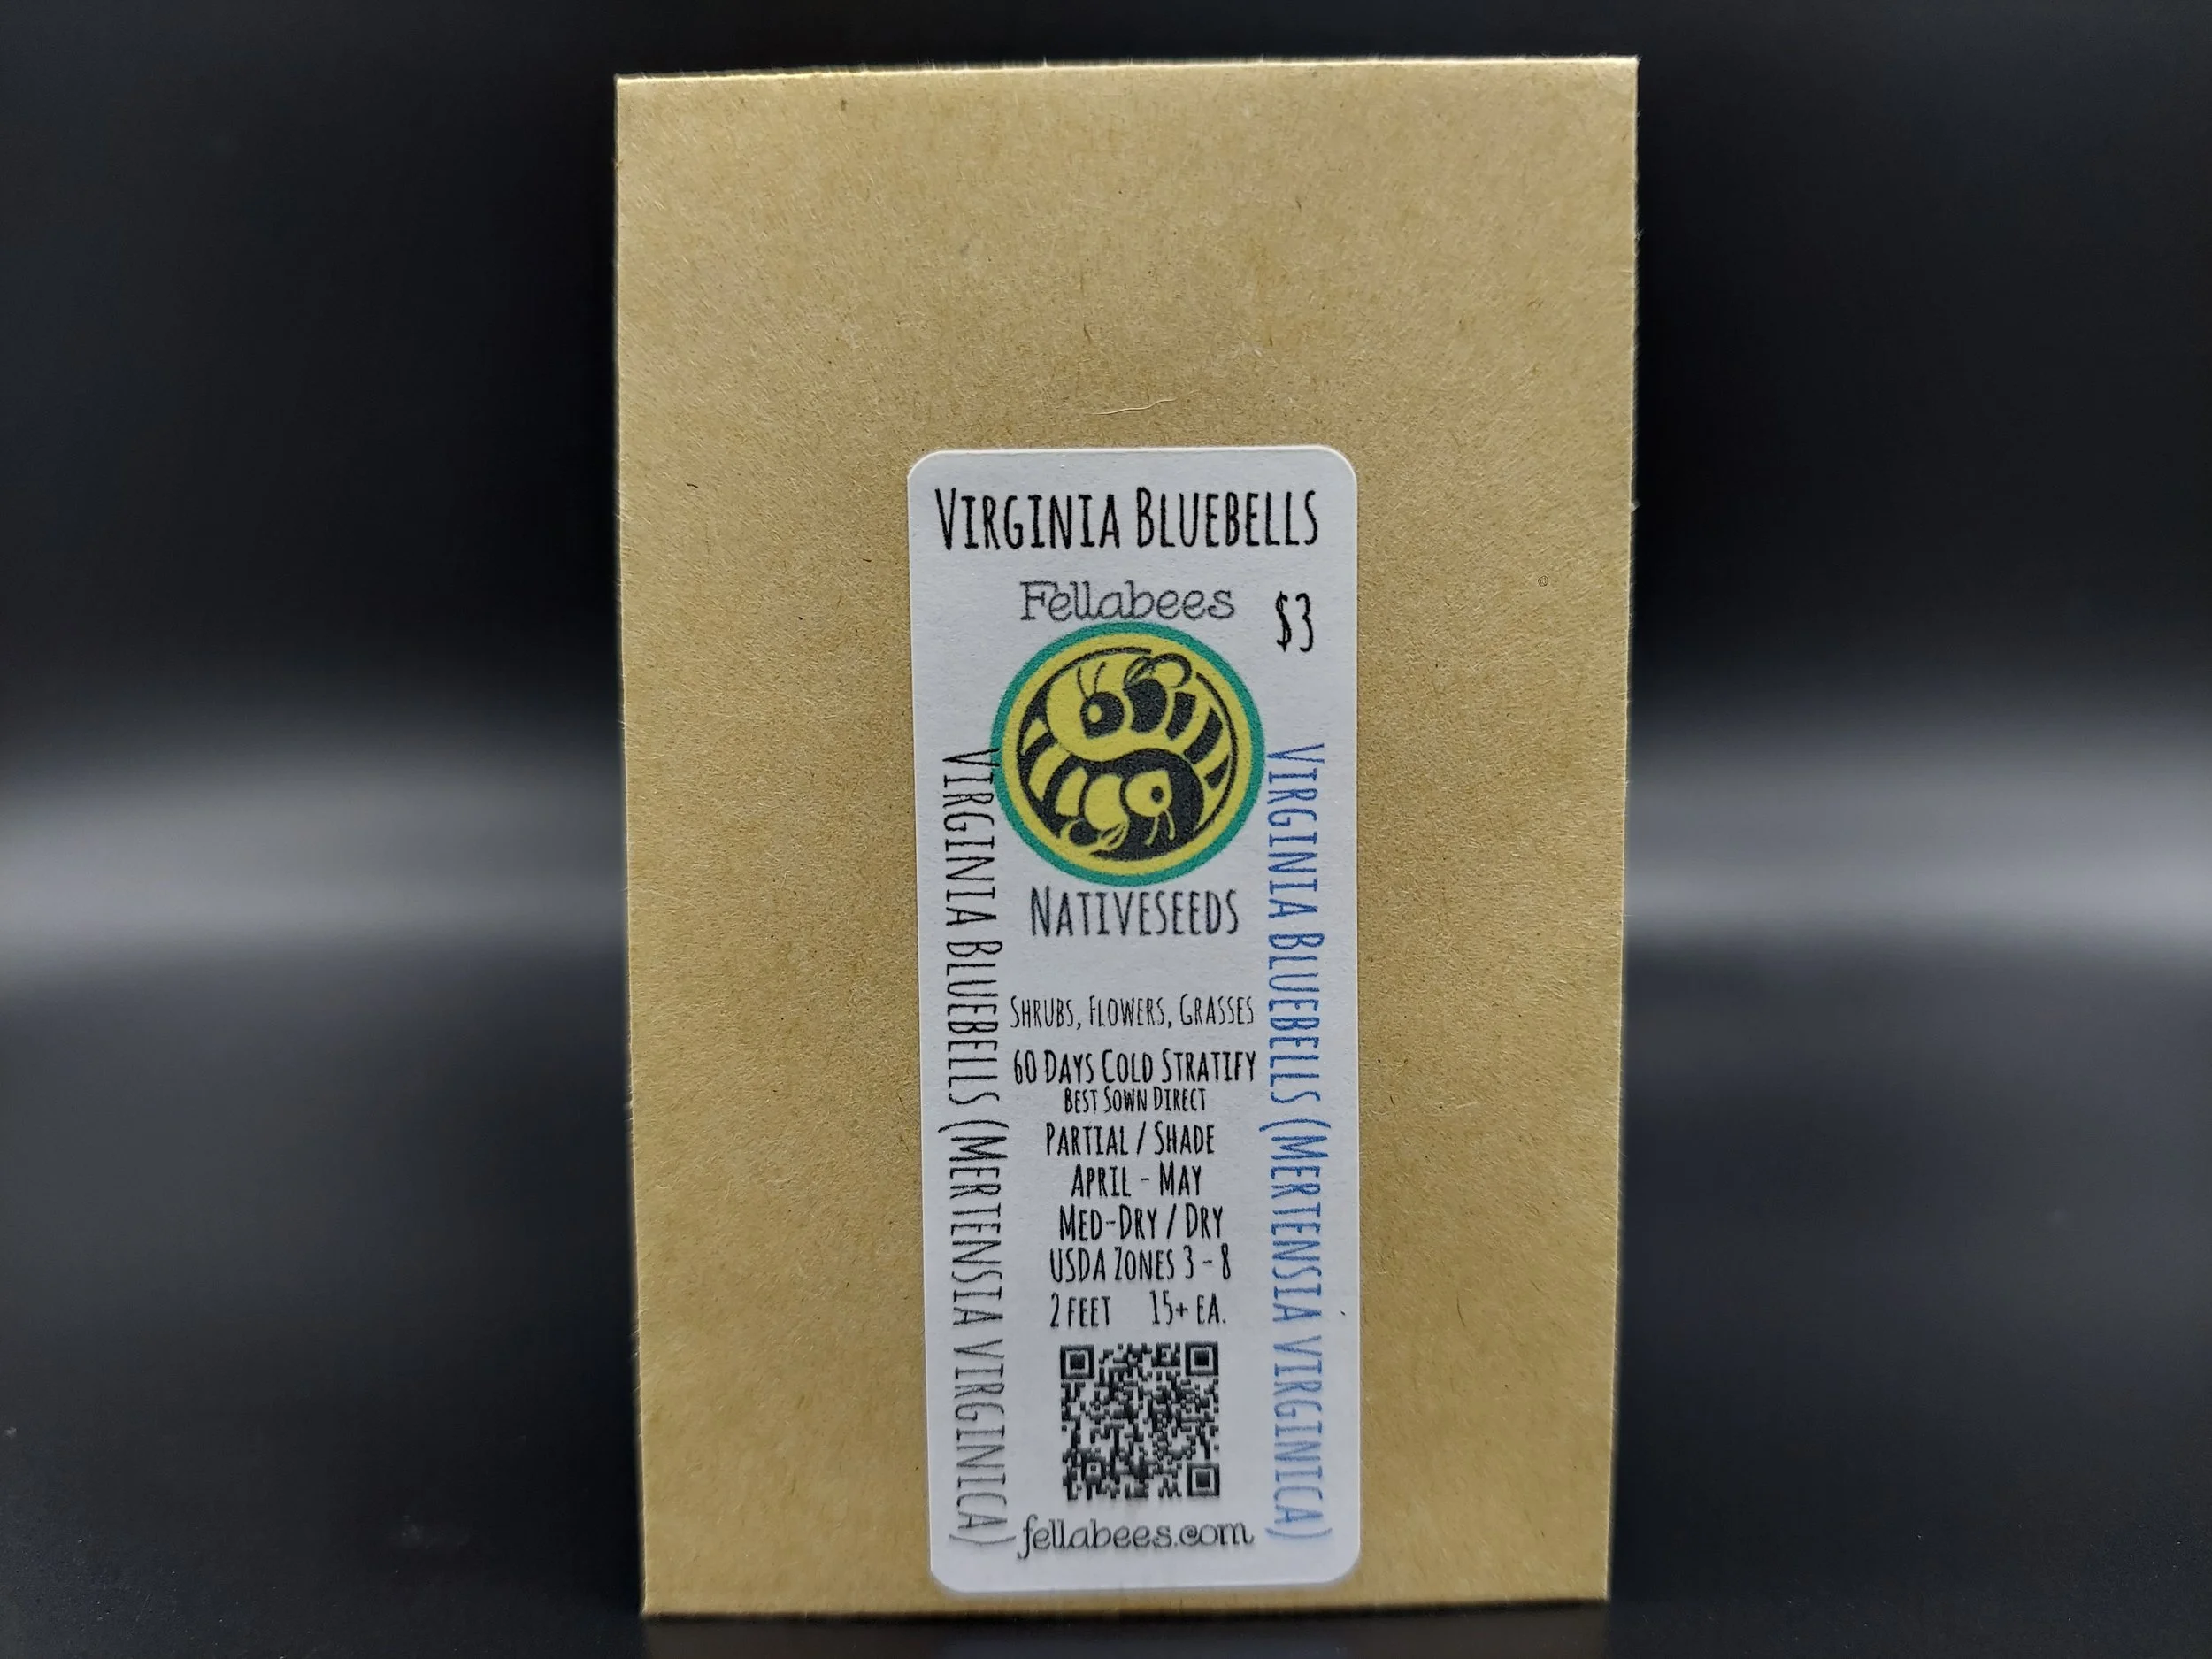 Virginia Bluebells
Fellabees
$3
Nativeseeds
Virginia Bluebells (Mertensia virginica)
Virginia Bluebells (Mertensia virginica)
Shrubs, Flowers, Grasses
60 Days Cold Stratify
Best Sown Direct
Partial / Shade
April - May
Med-Dry / Dry
USDA Zones 3 - 8
2 feet 15+ ea.
fellabees.com